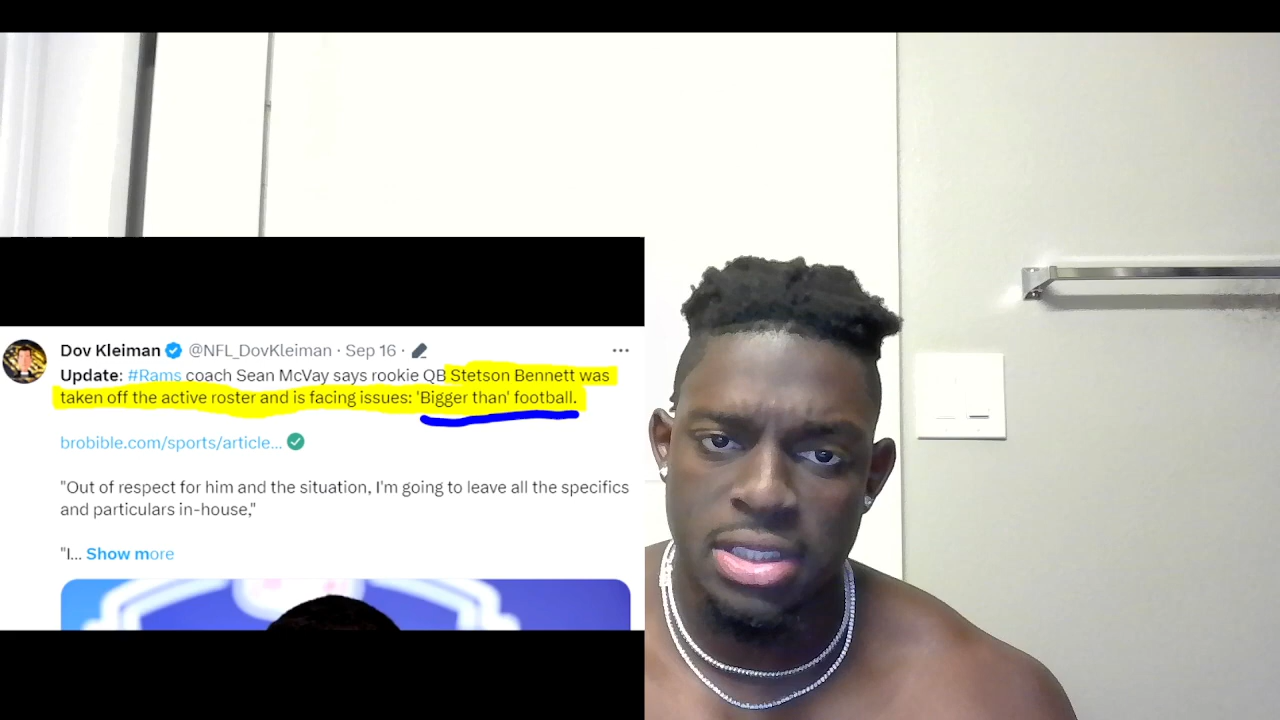 Dov Kleiman @NFL_DovKleiman · Sep 16 ·
Update: #Rams coach Sean McVay says rookie QB Stetson Bennett was
taken off the active roster and is facing issues: 'Bigger than' football.
brobible.com/sports/article...
"Out of respect for him and the situation, I'm going to leave all the specifics
and particulars in-house,"
"I... Show more